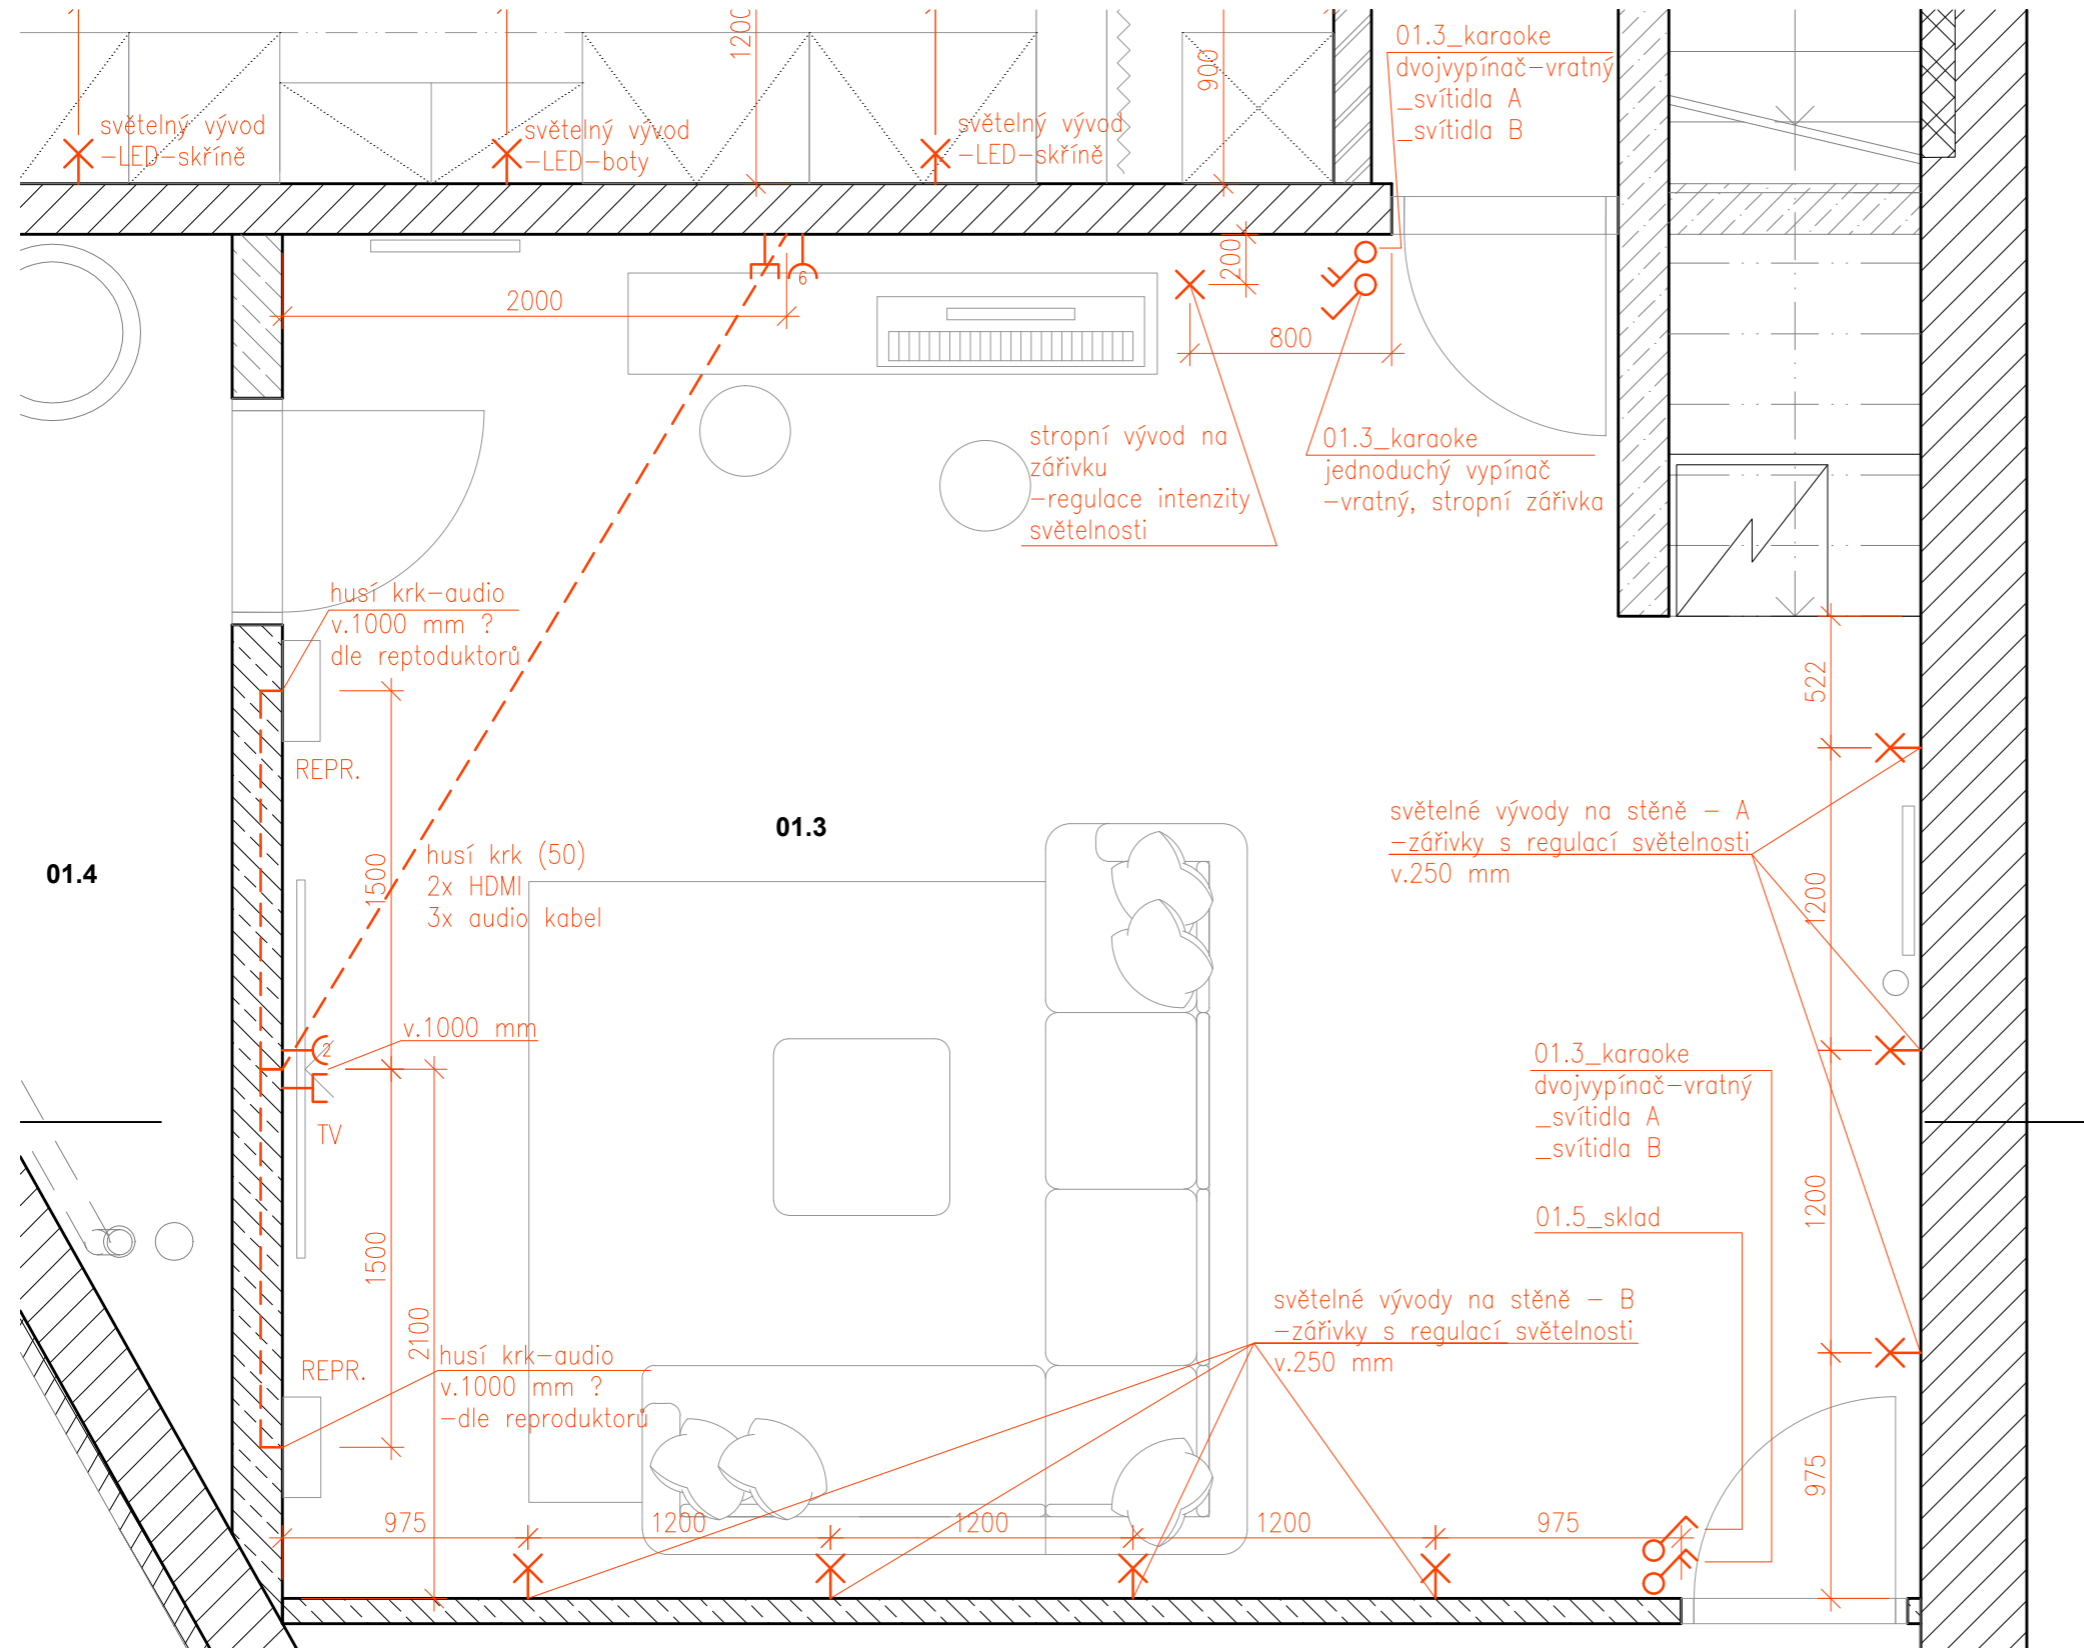 1200
900
01.3_karaoke
dvojvypínač-vratný
_svítidla A
_svítidla B
světelný vývod
-LED-skříně
světelný vývod
-LED-boty
světelný vývod
-LED-skříně
200
6
2000
800
stropní vývod na
zářivku
-regulace intenzity
světelnosti
01.3_karaoke
jednoduchý vypínač
-vratný, stropní zářivka
husí krk-audio
v.1000 mm ?
dle reptoduktorů
522
REPR.
01.3
01.4
1500
husí krk (50)
2x HDMI
3x audio kabel
světelné vývody na stěně - A
-zářivky s regulací světelnosti
v.250 mm
1200
v.1000 mm
2
TV
01.3_karaoke
dvojvypínač-vratný
_svítidla A
_svítidla B
1200
01.5_sklad
1500
2100
světelné vývody na stěně - B
-zářivky s regulací světelnosti
v.250 mm
REPR.
husí krk-audio
v.1000 mm ?
-dle reproduktorů
975
975
1200
1200
1200
975